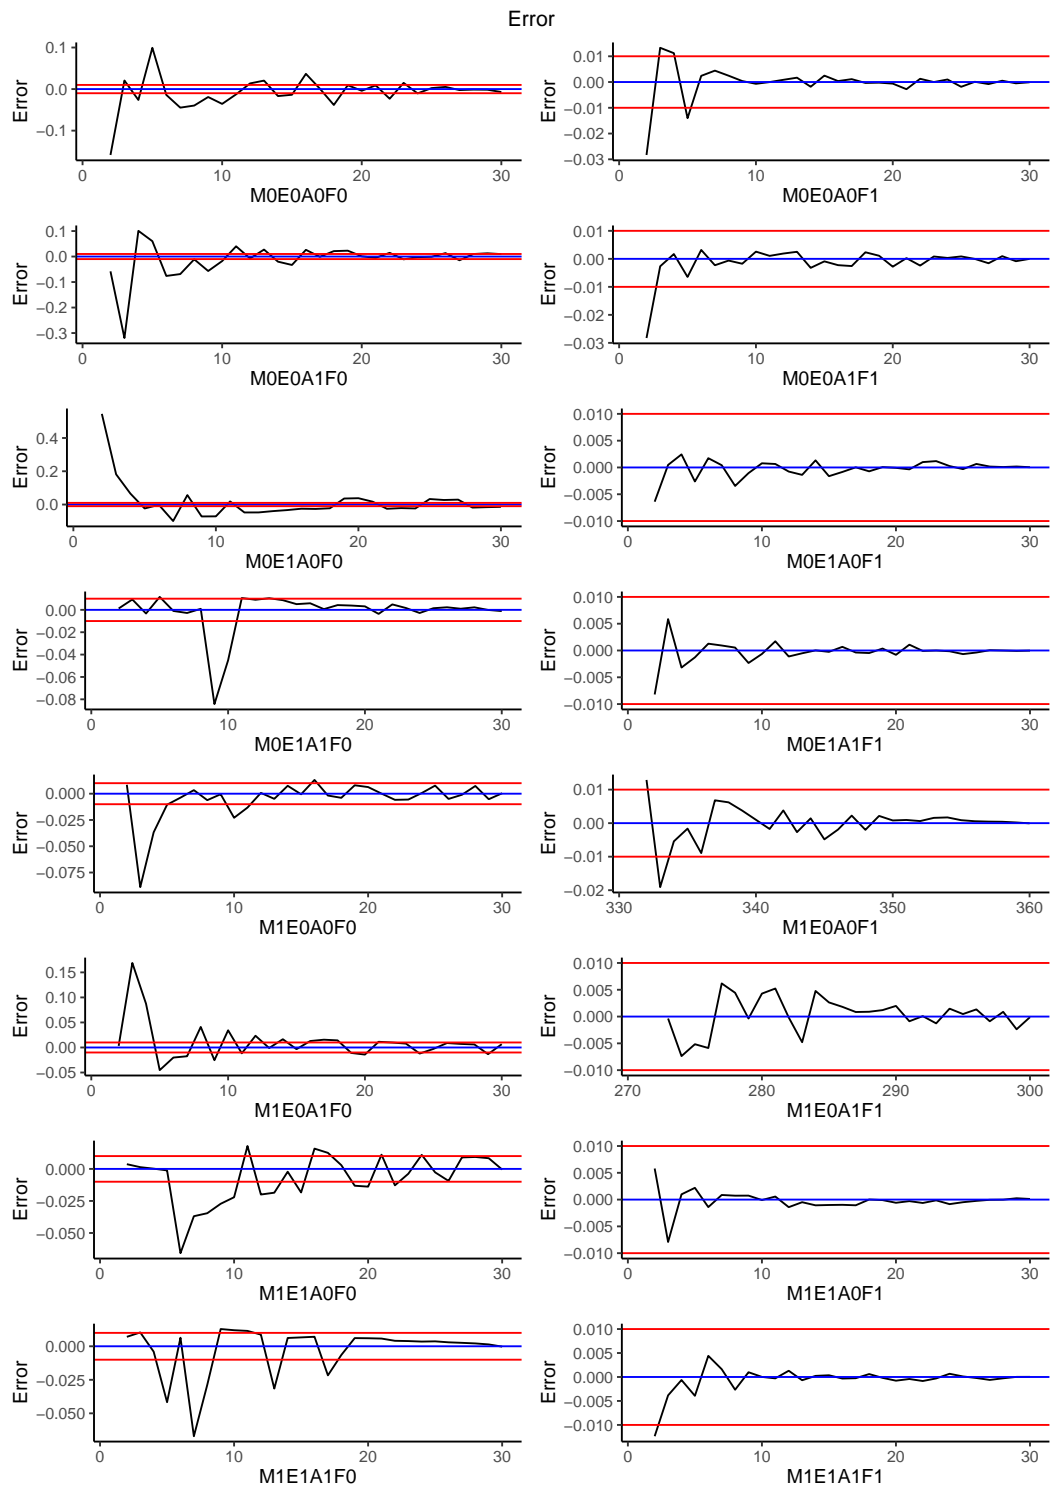 Error
Error
0.1
0.0
−0.1
0 10 20 30
M0E0A0F0
Error
0.01
0.00
−0.01
−0.02
−0.03
0 10 20 30
M0E0A0F1
Error
0.1
0.0
−0.1
−0.2
−0.3
0 10 20 30
M0E0A1F0
Error
0.01
0.00
−0.01
−0.02
−0.03
0 10 20 30
M0E0A1F1
Error
0.4
0.2
0.0
0 10 20 30
M0E1A0F0
Error
0.010
0.005
0.000
−0.005
−0.010
0 10 20 30
M0E1A0F1
Error
0.00
−0.02
−0.04
−0.06
−0.08
0 10 20 30
M0E1A1F0
Error
0.010
0.005
0.000
−0.005
−0.010
0 10 20 30
M0E1A1F1
Error
0.000
−0.025
−0.050
−0.075
0 10 20 30
M1E0A0F0
Error
0.01
0.00
−0.01
−0.02
330 340 350 360
M1E0A0F1
Error
0.15
0.10
0.05
0.00
−0.05
0 10 20 30
M1E0A1F0
Error
0.010
0.005
0.000
−0.005
−0.010
270 280 290 300
M1E0A1F1
Error
0.000
−0.025
−0.050
0 10 20 30
M1E1A0F0
Error
0.010
0.005
0.000
−0.005
−0.010
0 10 20 30
M1E1A0F1
Error
0.000
−0.025
−0.050
0 10 20 30
M1E1A1F0
Error
0.010
0.005
0.000
−0.005
−0.010
0 10 20 30
M1E1A1F1